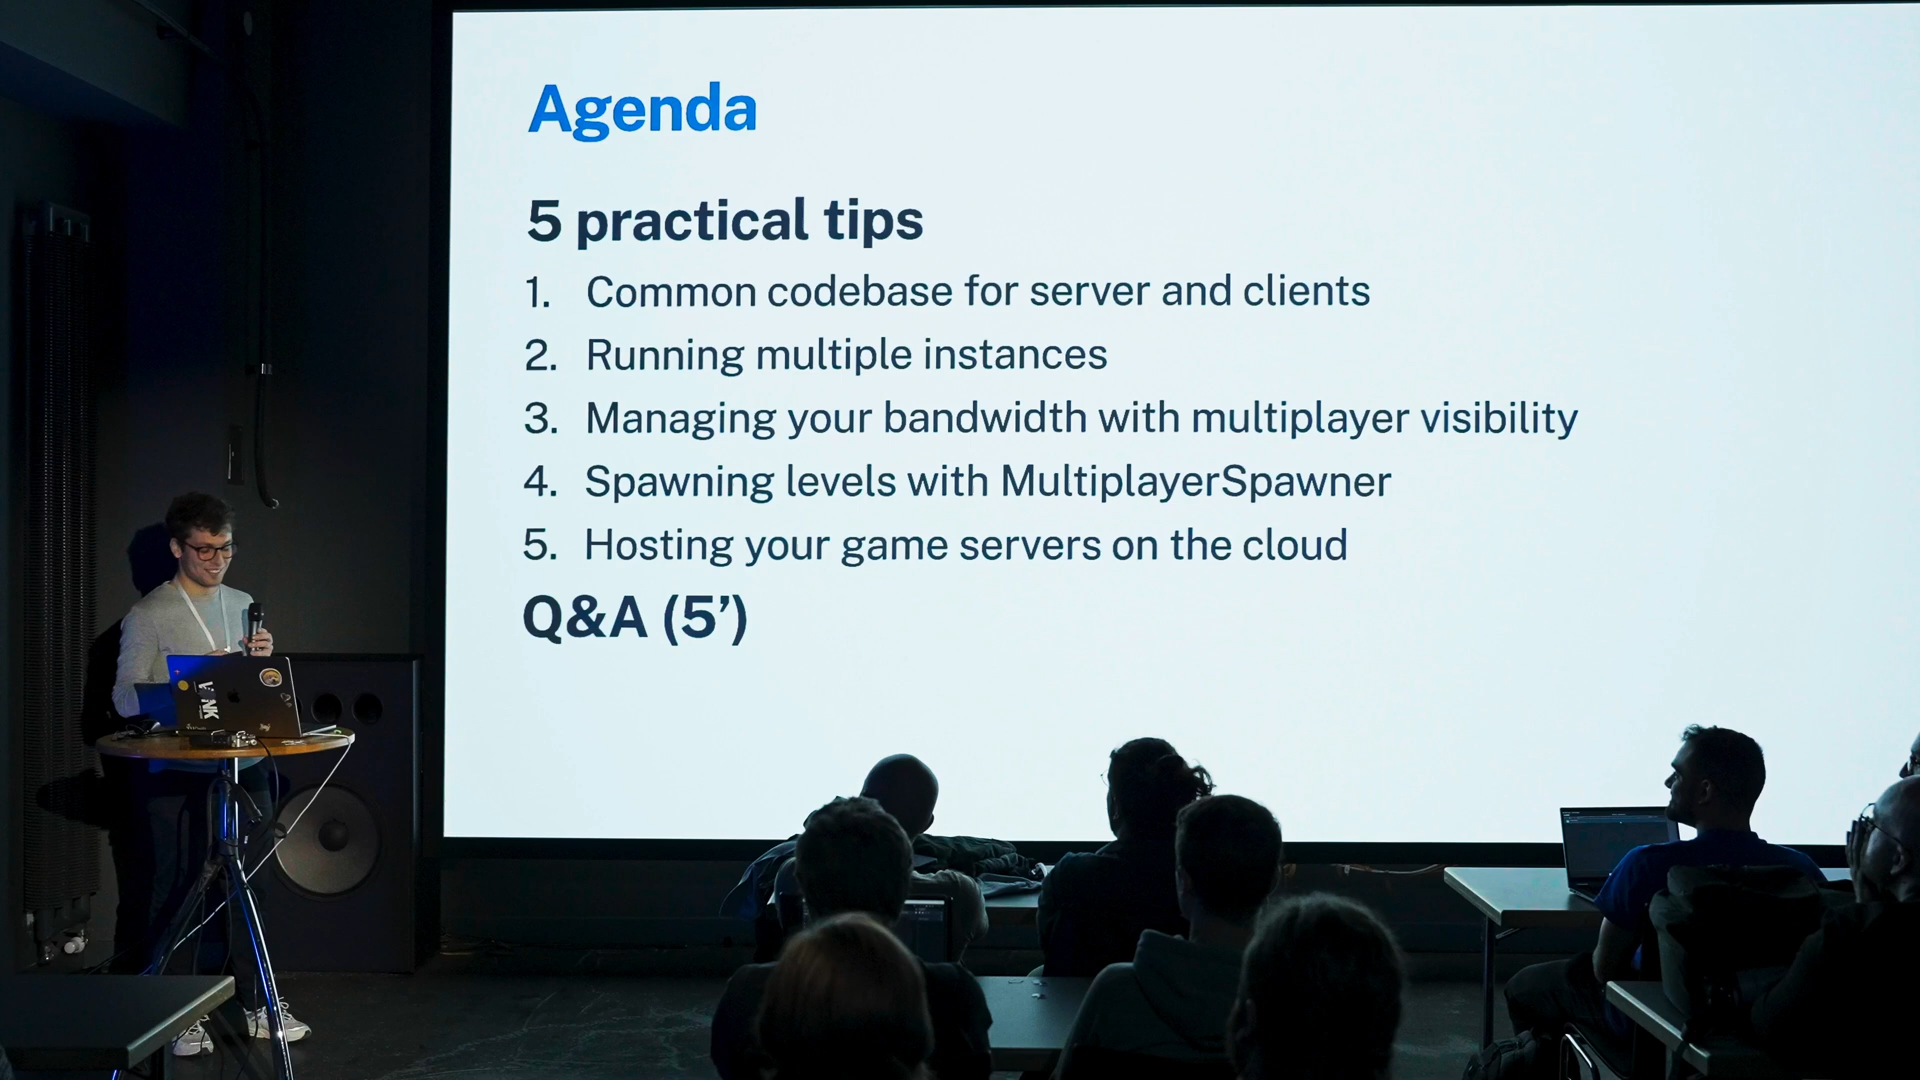 Agenda
5 practical tips
1. Common codebase for server and clients
2. Running multiple instances
3. Managing your bandwidth with multiplayer visibility
4. Spawning levels with MultiplayerSpawner
5. Hosting your game servers on the cloud
Q&A (5’)